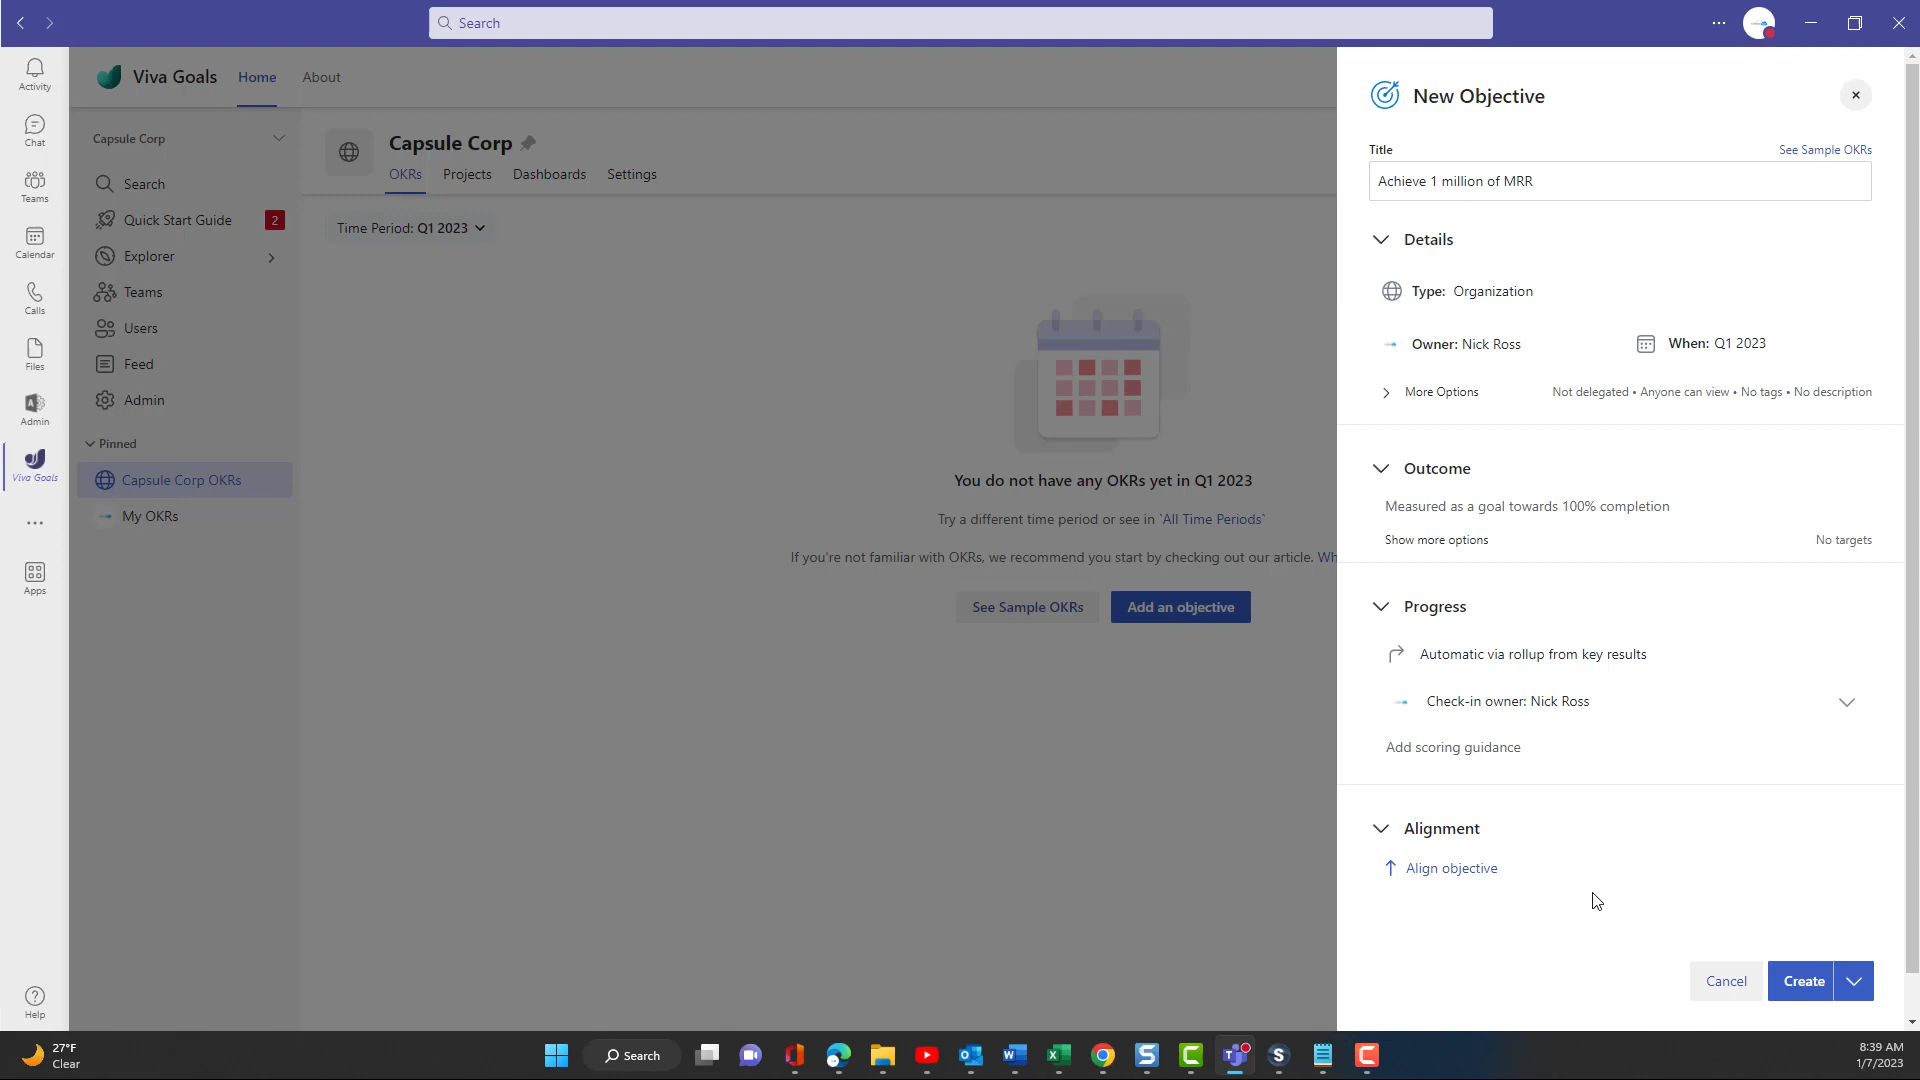 Search
Activity
Chat
Teams
Calendar
Calls
Files
Admin
Viva Goals
Apps
Help
Viva Goals
Home
About
Capsule Corp
Search
Quick Start Guide
2
Explorer
Teams
Users
Feed
Admin
Pinned
Capsule Corp OKRs
My OKRs
Capsule Corp
OKRs
Projects
Dashboards
Settings
Time Period: Q1 2023
You do not have any OKRs yet in Q1 2023
Try a different time period or see in `All Time Periods`
If you're not familiar with OKRs, we recommend you start by checking out our article. Wh
See Sample OKRs
Add an objective
New Objective
Title
See Sample OKRs
Achieve 1 million of MRR
Details
Type: Organization
Owner: Nick Ross
When: Q1 2023
More Options
Not delegated • Anyone can view • No tags • No description
Outcome
Measured as a goal towards 100% completion
Show more options
No targets
Progress
Automatic via rollup from key results
Check-in owner: Nick Ross
Add scoring guidance
Alignment
Align objective
Cancel
Create
27°F
Clear
Search
8:39 AM
1/7/2023